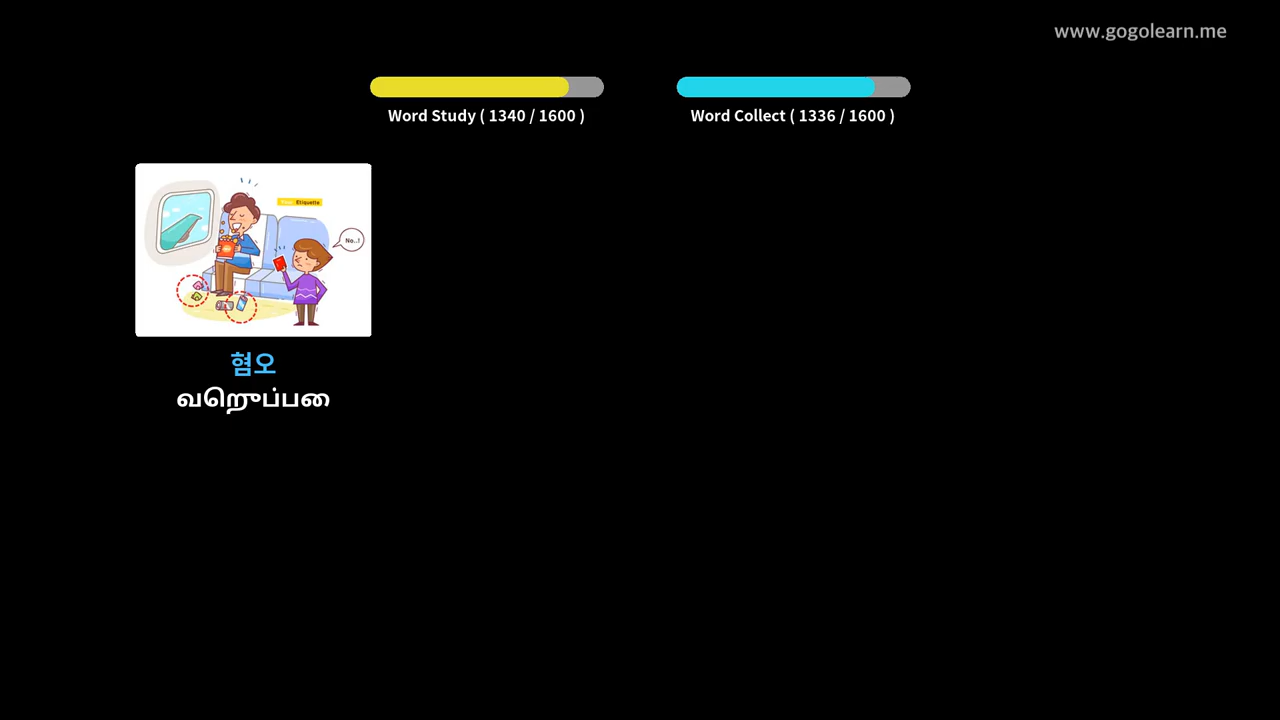 www.gogolearn.me
Word Study ( 1340 / 1600 )
Word Collect ( 1336 / 1600 )
Etiquette
No..!
혐오
வெறுப்பை